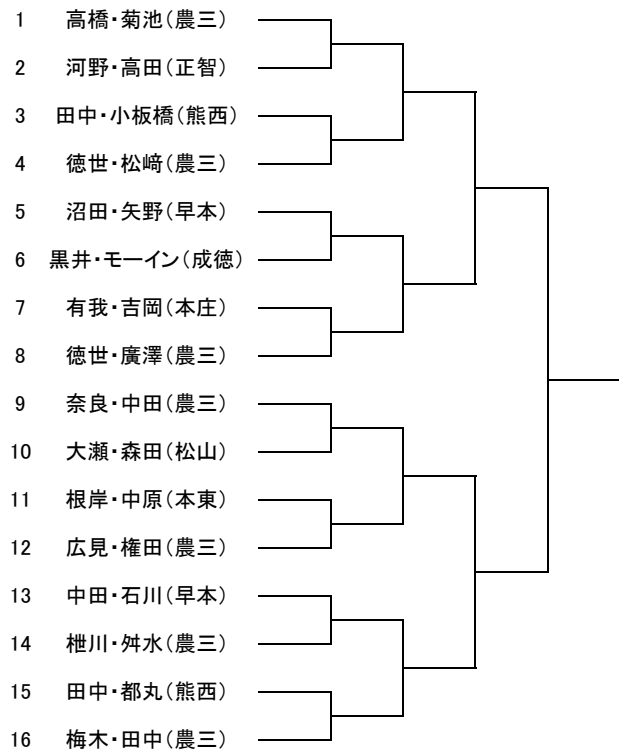 1 高橋・菊池(農三)
2 河野・高田(正智)
3 田中・小板橋(熊西)
4 徳世・松﨑(農三)
5 沼田・矢野(早本)
6 黒井・モーイン(成徳)
7 有我・吉岡(本庄)
8 徳世・廣澤(農三)
9 奈良・中田(農三)
10 大瀬・森田(松山)
11 根岸・中原(本東)
12 広見・権田(農三)
13 中田・石川(早本)
14 枻川・舛水(農三)
15 田中・都丸(熊西)
16 梅木・田中(農三)